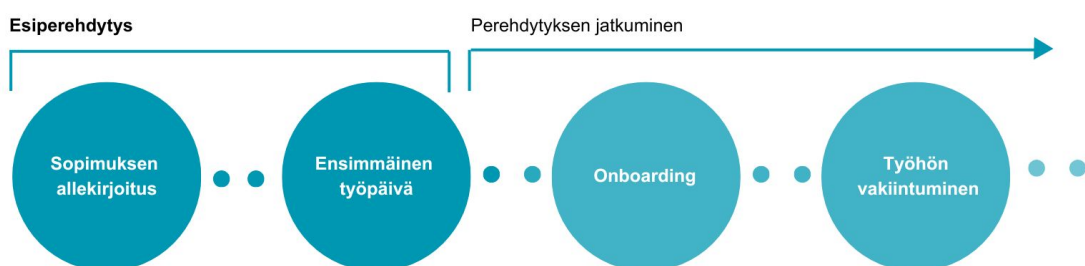 Esiperehdytys
Perehdytyksen jatkuminen
Sopimuksen
allekirjoitus
Ensimmäinen
työpäivä
Onboarding
Työhön
vakiintuminen